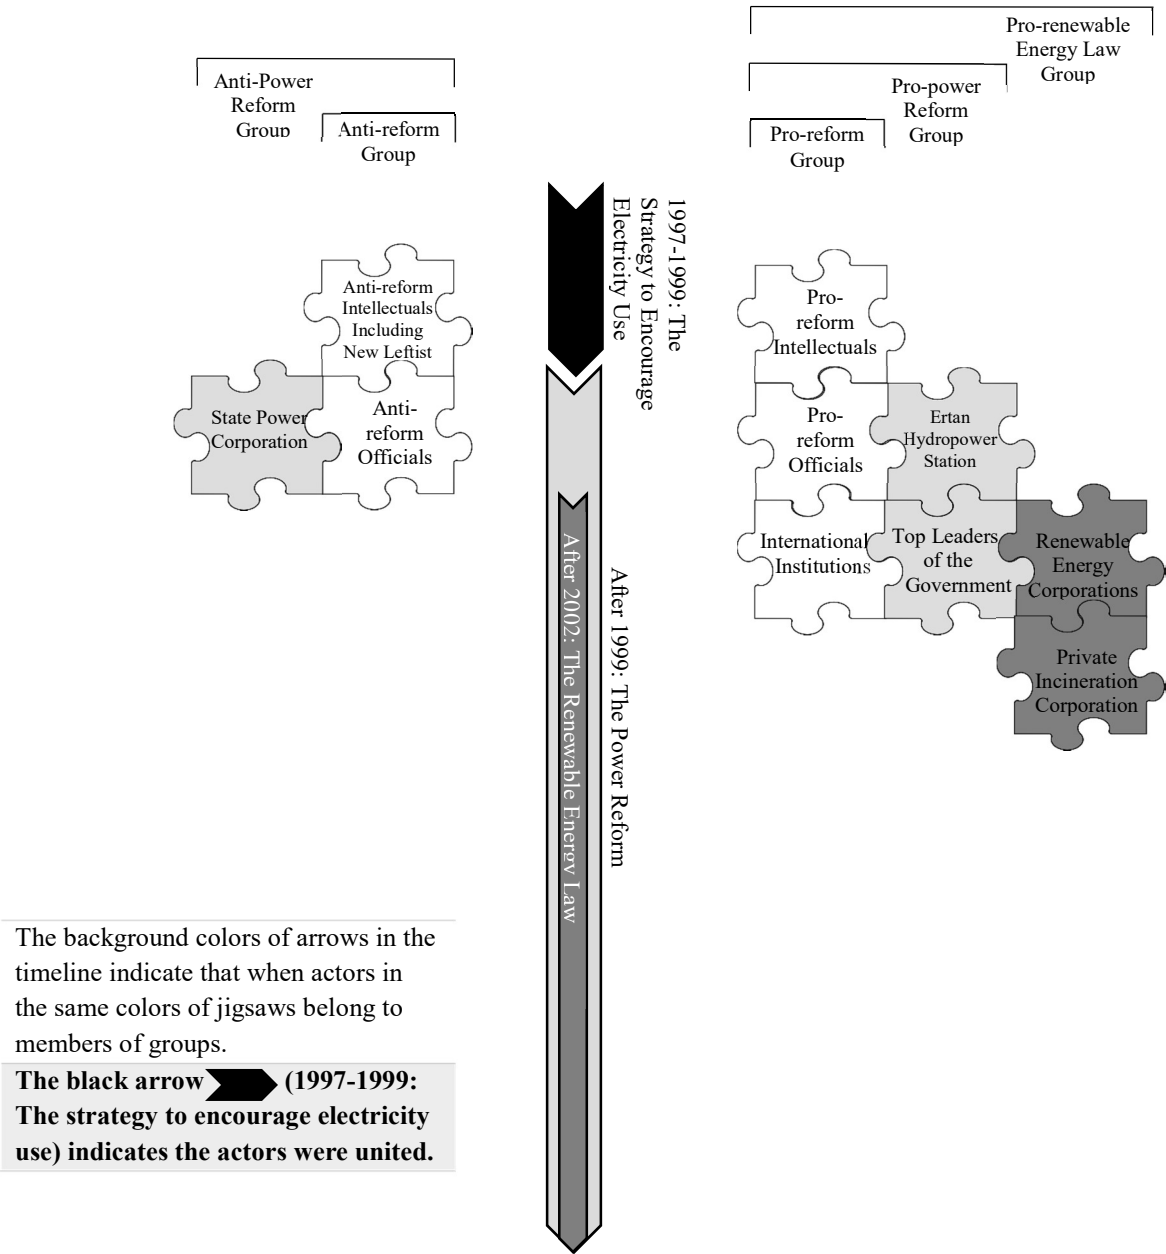 Anti-Power
Reform
Group
Anti-reform
Group
Pro-renewable
Energy Law
Group
Pro-power
Reform
Group
Pro-reform
Group
Anti-reform
Intellectuals
Including
New Leftist
State Power
Corporation
Anti-
reform
Officials
1997-1999: The
Strategy to Encourage
Electricity Use
After 1999: The Power Reform
After 2002: The Renewable Energy Law
Pro-
reform
Intellectuals
Pro-
reform
Officials
Ertan
Hydropower
Station
International
Institutions
Top Leaders
of the
Government
Renewable
Energy
Corporations
Private
Incineration
Corporation
The background colors of arrows in the
timeline indicate that when actors in
the same colors of jigsaws belong to
members of groups.
The black arrow (1997-1999:
The strategy to encourage electricity
use) indicates the actors were united.